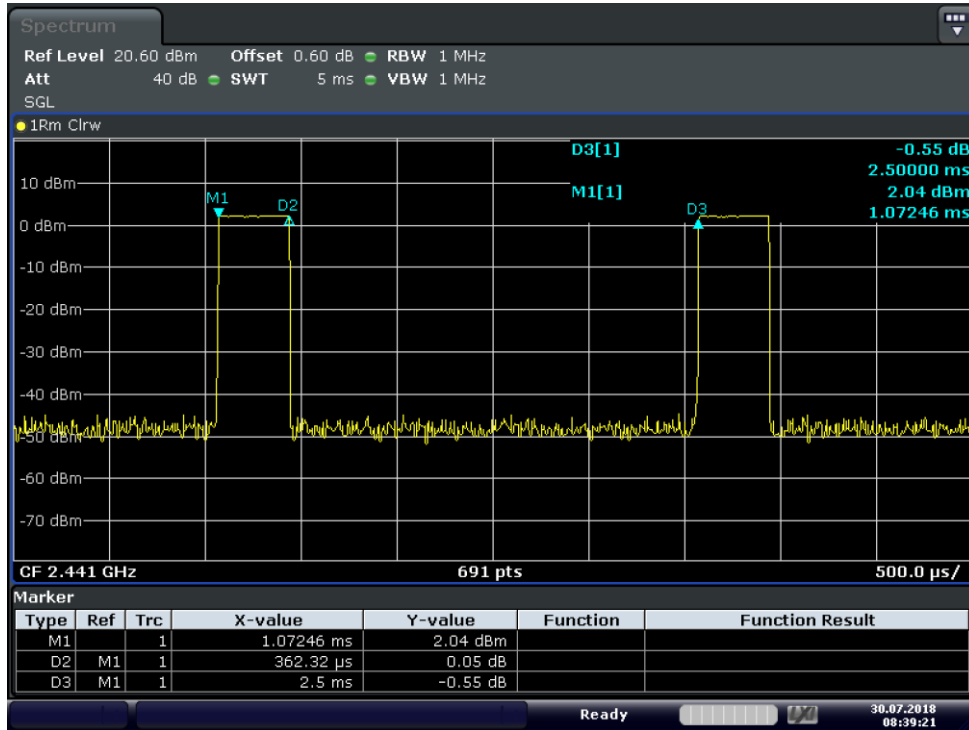 Spectrum
Ref Level 20.60 dBm Offset 0.60 dB RBW 1 MHz
Att 40 dB SWT 5 ms VBW 1 MHz
SGL
1Rm Clrw
D3[1] -0.55 dB
2.50000 ms
10 dBm
M1[1] 2.04 dBm
M1
D2
D3
1.07246 ms
0 dBm
-10 dBm
-20 dBm
-30 dBm
-40 dBm
-50 dBm
-60 dBm
-70 dBm
CF 2.441 GHz 691 pts 500.0 µs/
Marker
Type Ref Trc X-value Y-value Function Function Result
M1 1 1.07246 ms 2.04 dBm
D2 M1 1 362.32 µs 0.05 dB
D3 M1 1 2.5 ms -0.55 dB
Ready LXI 30.07.2018
08:39:21